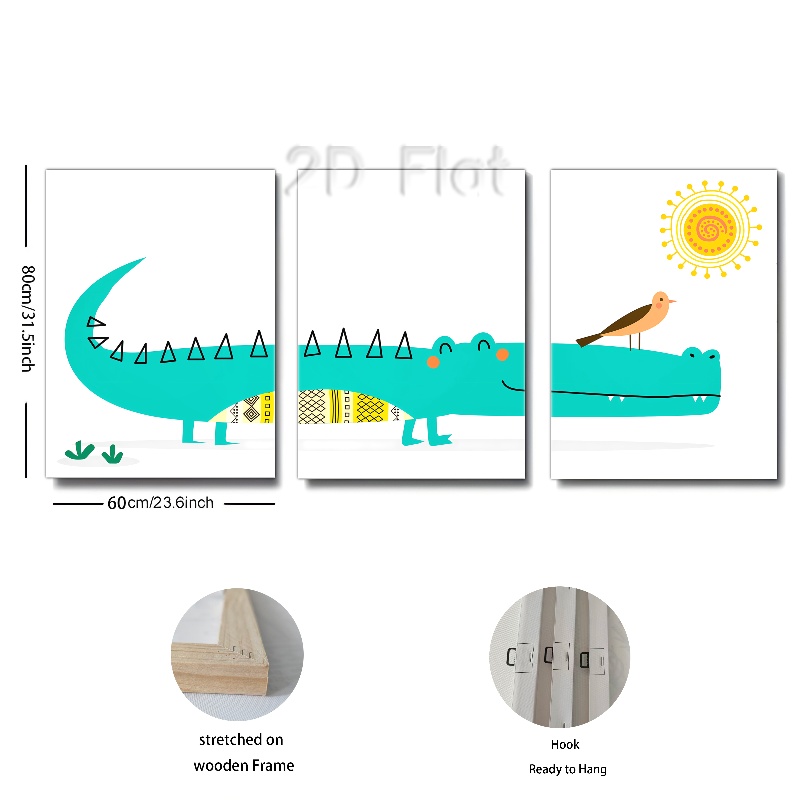 2D Flat
80cm/31.5inch
60cm/23.6inch
stretched on
wooden Frame
Hook
Ready to Hang